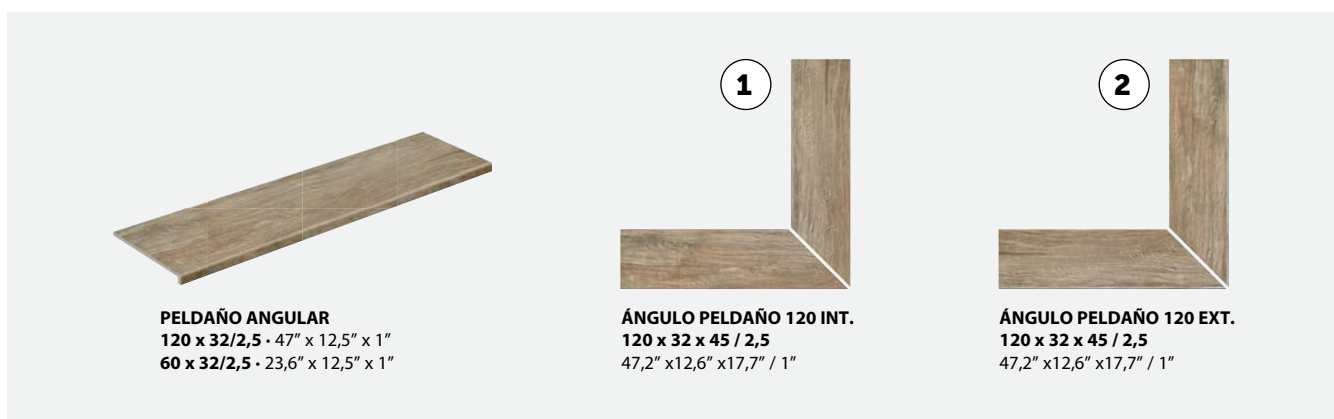 1
2
PELDAÑO ANGULAR
120 x 32/2,5 • 47” x 12,5” x 1”
60 x 32/2,5 • 23,6” x 12,5” x 1”
ÁNGULO PELDAÑO 120 INT.
120 x 32 x 45 / 2,5
47,2” x12,6” x17,7” / 1”
ÁNGULO PELDAÑO 120 EXT.
120 x 32 x 45 / 2,5
47,2” x12,6” x17,7” / 1”